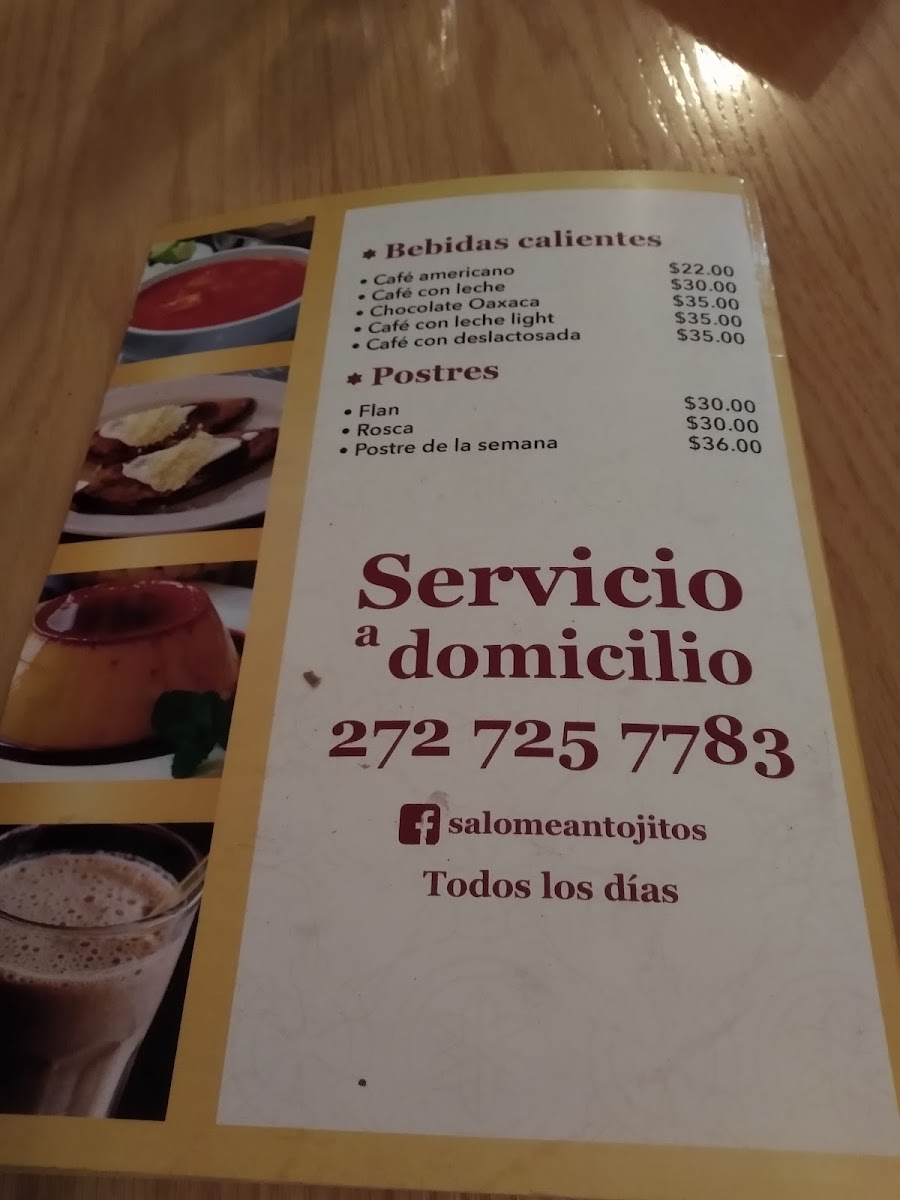 Bebidas calientes
• Café americano $22.00
• Café con leche $30.00
• Chocolate Oaxaca $35.00
• Café con leche light $35.00
• Café con deslactosada $35.00
Postres
• Flan $30.00
• Rosca $30.00
• Postre de la semana $36.00
Servicio
a domicilio
272 725 7783
salomeantojitos
Todos los días